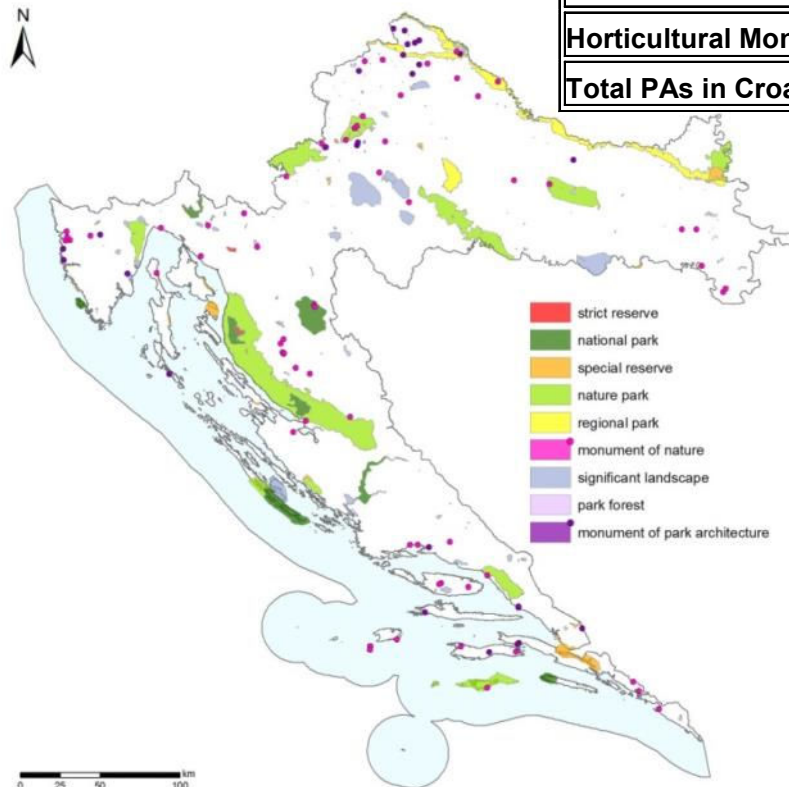 N
Horticultural Mon
Total PAs in Croa
strict reserve
national park
special reserve
nature park
regional park
monument of nature
significant landscape
park forest
monument of park architecture
km
0 25 50 100